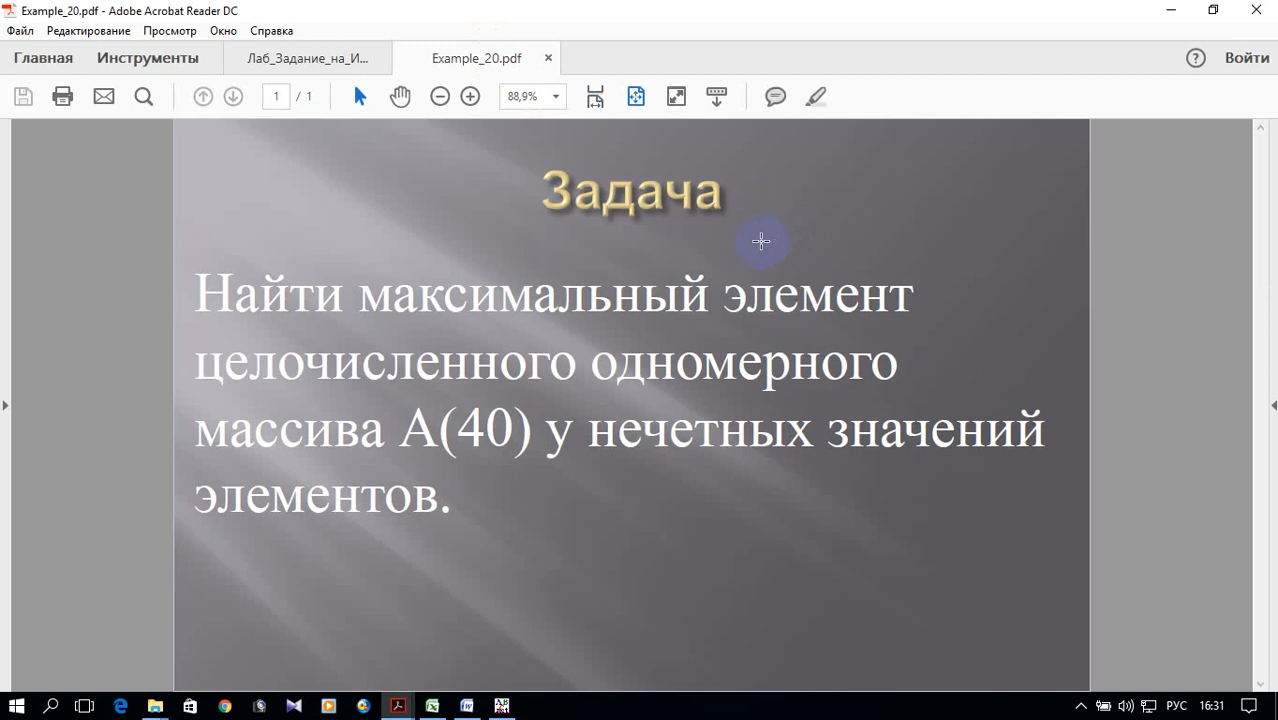 Example_20.pdf - Adobe Acrobat Reader DC
Файл Редактирование Просмотр Окно Справка
Главная Инструменты Лаб_Задание_на_И... Example_20.pdf Войти
1 / 1 88,9%
Задача
Найти максимальный элемент
целочисленного одномерного
массива А(40) у нечетных значений
элементов.
РУС 16:31